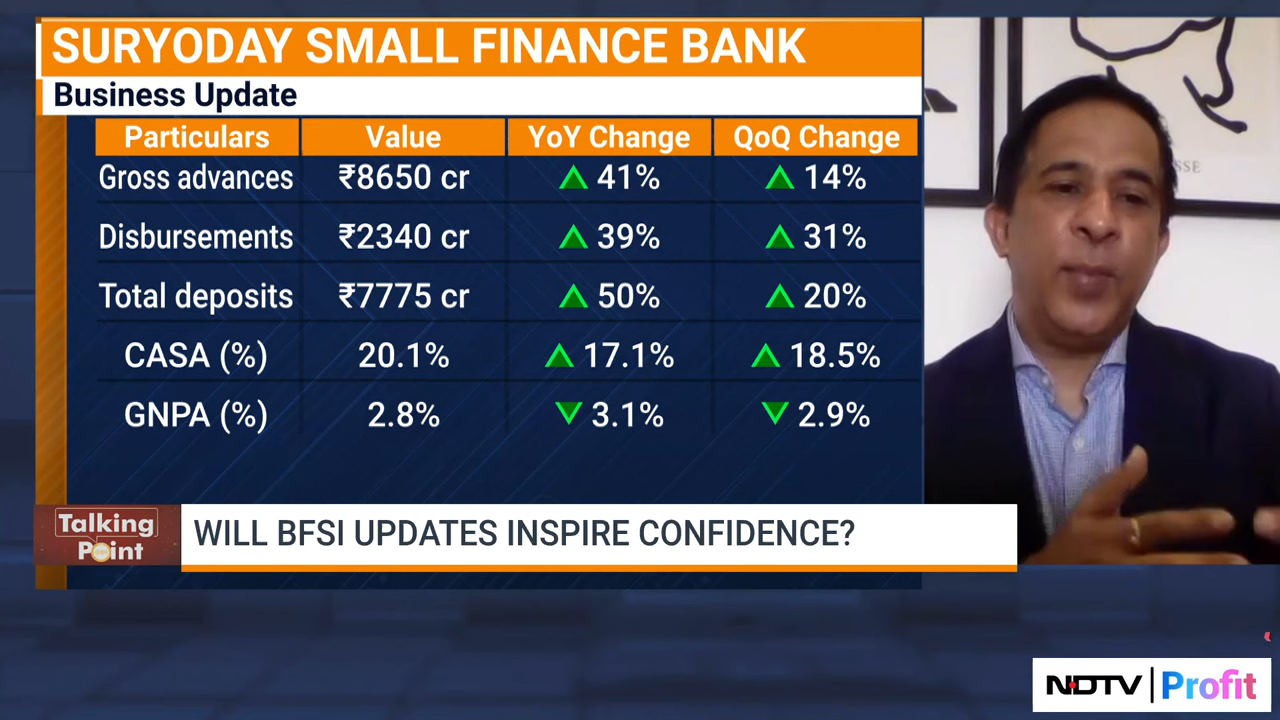 SURYODAY SMALL FINANCE BANK
Business Update
Particulars Value YoY Change QoQ Change
Gross advances ₹8650 cr ▲ 41% ▲ 14%
Disbursements ₹2340 cr ▲ 39% ▲ 31%
Total deposits ₹7775 cr ▲ 50% ▲ 20%
CASA (%) 20.1% ▲ 17.1% ▲ 18.5%
GNPA (%) 2.8% ▼ 3.1% ▼ 2.9%
Talking
Point
WILL BFSI UPDATES INSPIRE CONFIDENCE?
NDTV Profit